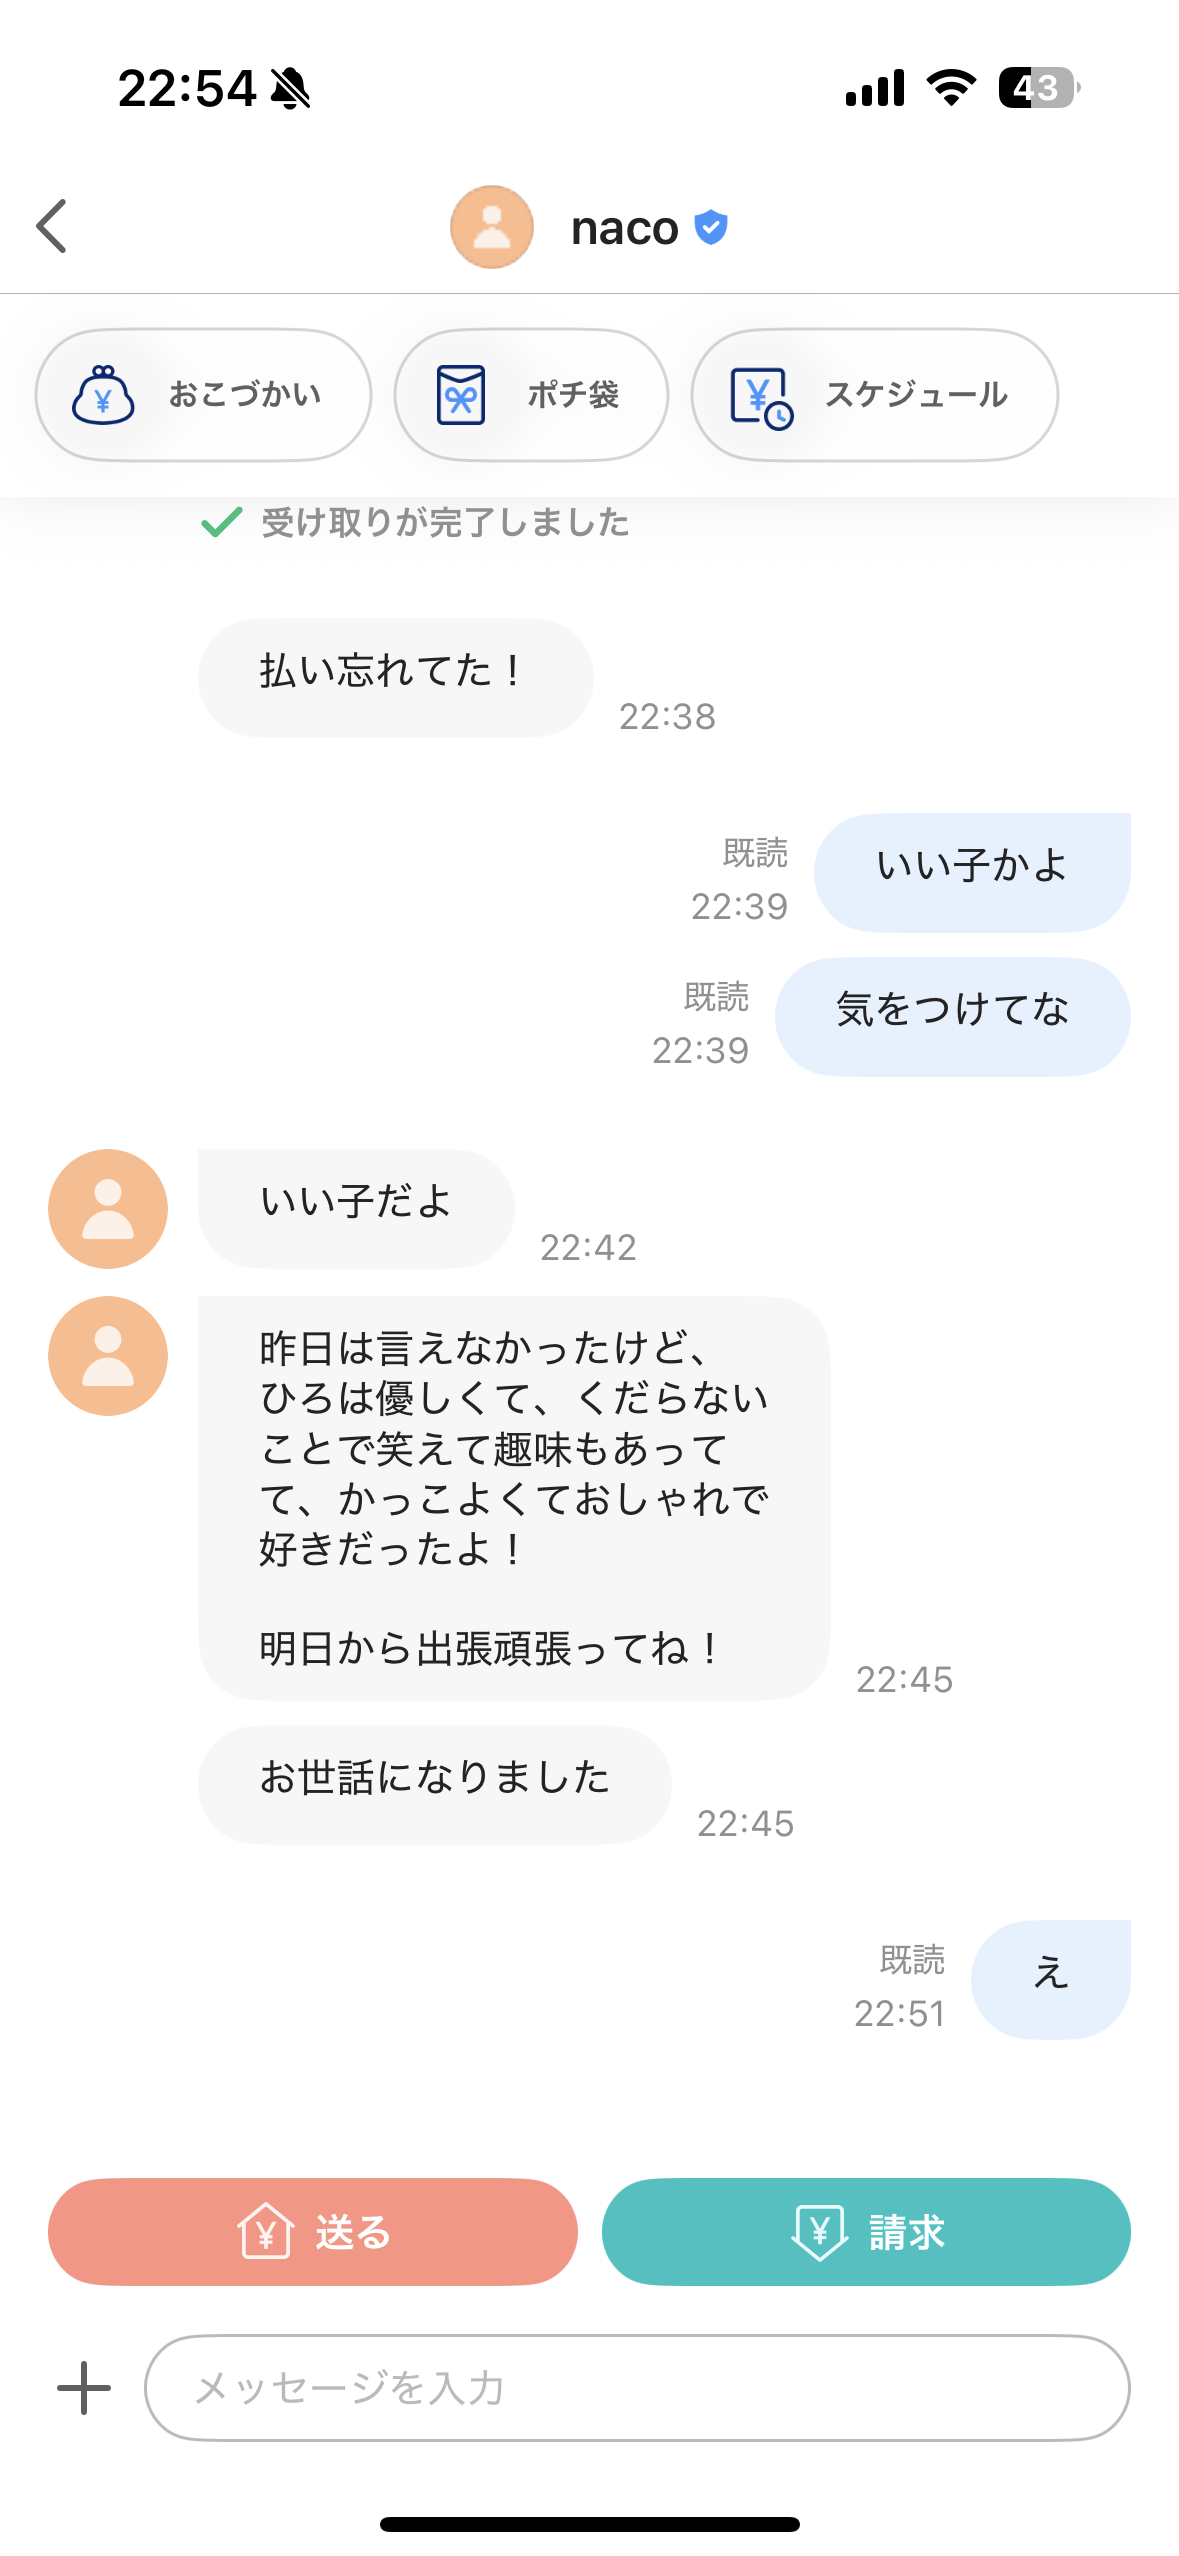 22:54
43
naco
おこづかい
ポチ袋
スケジュール
受け取りが完了しました
払い忘れてた！
22:38
いい子かよ
既読
22:39
気をつけてな
既読
22:39
いい子だよ
22:42
昨日は言えなかったけど、
ひろは優しくて、くだらない
ことで笑えて趣味もあって
て、かっこよくておしゃれで
好きだったよ！
明日から出張頑張ってね！
22:45
お世話になりました
22:45
え
既読
22:51
送る
請求
メッセージを入力